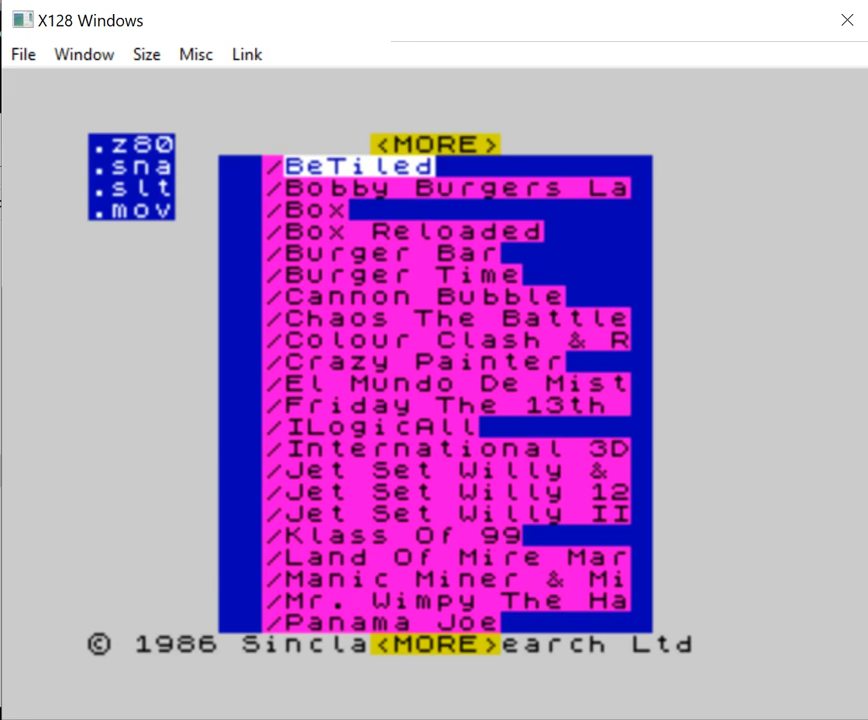 X128 Windows
File Window Size Misc Link
<MORE>
.z80
.sna
.slt
.mov
/BeTiled
/Bobby Burgers La
/Box
/Box Reloaded
/Burger Bar
/Burger Time
/Cannon Bubble
/Chaos The Battle
/Colour Clash & R
/Crazy Painter
/El Mundo De Mist
/Friday The 13th
/ILogicAll
/International 3D
/Jet Set Willy &
/Jet Set Willy 12
/Jet Set Willy II
/Klass Of 99
/Land Of Mire Mar
/Manic Miner & Mi
/Mr. Wimpy The Ha
/Panama Joe
© 1986 Sincla<MORE>earch Ltd